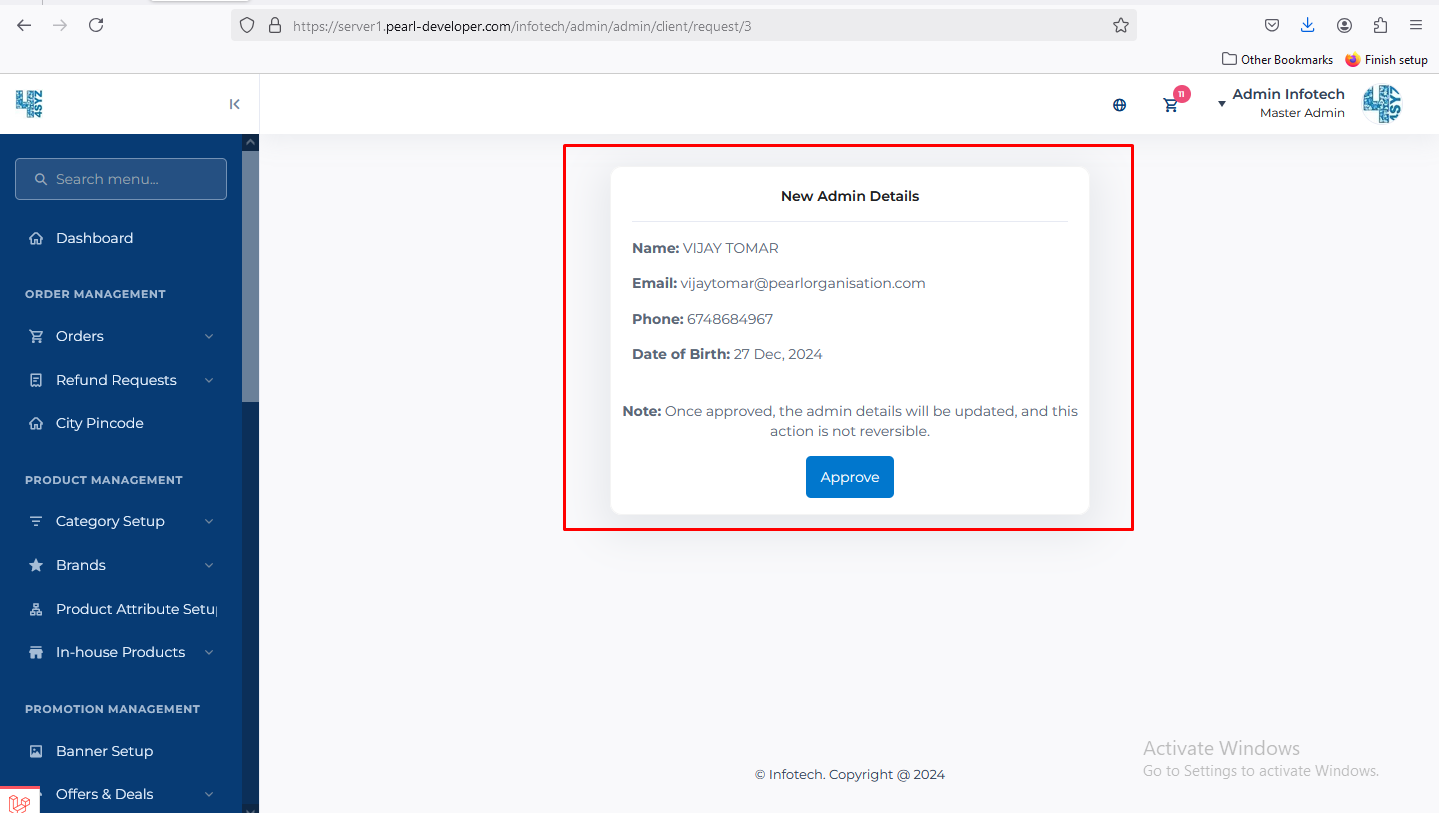 https://server1.pearl-developer.com/infotech/admin/admin/client/request/3
Other Bookmarks
Finish setup
4SYZ
11
Admin Infotech
Master Admin
4SYZ
Search menu...
Dashboard
ORDER MANAGEMENT
Orders
Refund Requests
City Pincode
PRODUCT MANAGEMENT
Category Setup
Brands
Product Attribute Setup
In-house Products
PROMOTION MANAGEMENT
Banner Setup
Offers & Deals
New Admin Details
Name: VIJAY TOMAR
Email: vijaytomar@pearlorganisation.com
Phone: 6748684967
Date of Birth: 27 Dec, 2024
Note: Once approved, the admin details will be updated, and this
action is not reversible.
Approve
Activate Windows
Go to Settings to activate Windows.
© Infotech. Copyright @ 2024